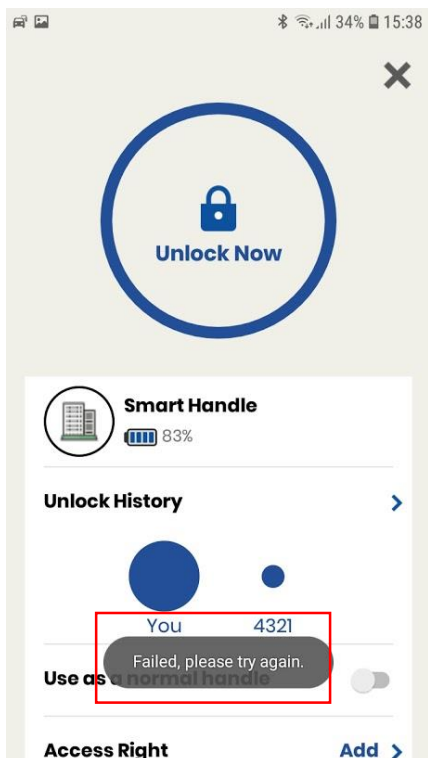 34% 15:38
Unlock Now
Smart Handle
83%
Unlock History
You 4321
Failed, please try again.
Use as a normal handle
Access Right Add